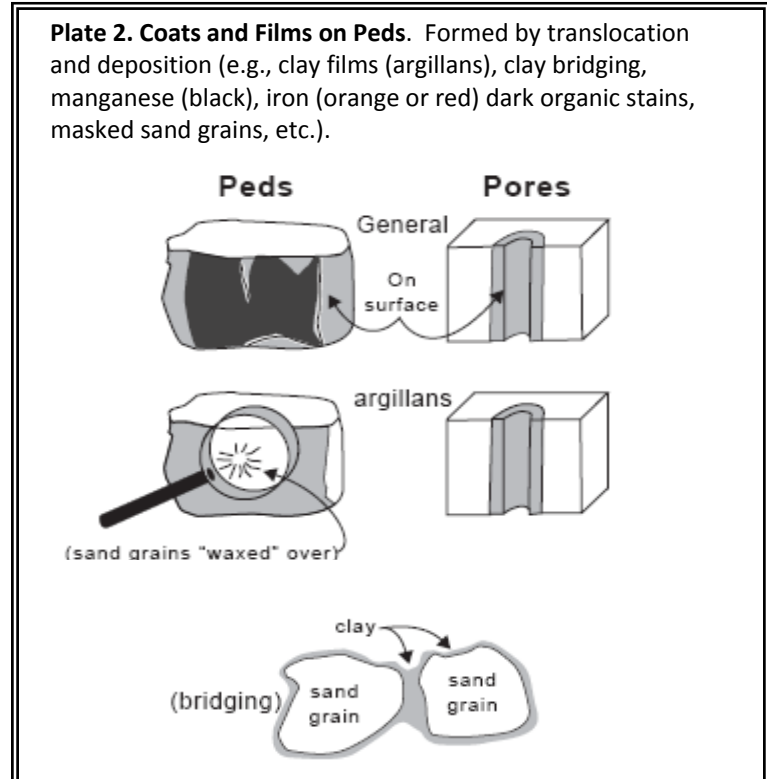 Plate 2. Coats and Films on Peds.  Formed by translocation
and deposition (e.g., clay films (argillans), clay bridging,
manganese (black), iron (orange or red) dark organic stains,
masked sand grains, etc.).
Peds
Pores
General
On
surface
argillans
(sand grains "waxed" over)
clay
(bridging)
sand
grain
sand
grain